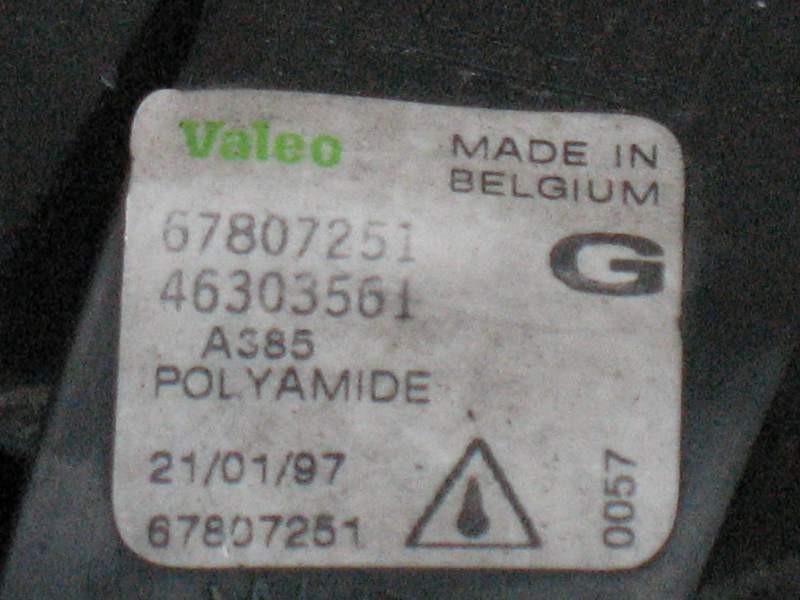 Valeo
MADE IN
BELGIUM
67807251
G
46303561
A385
POLYAMIDE
21/01/97
0057
67807251